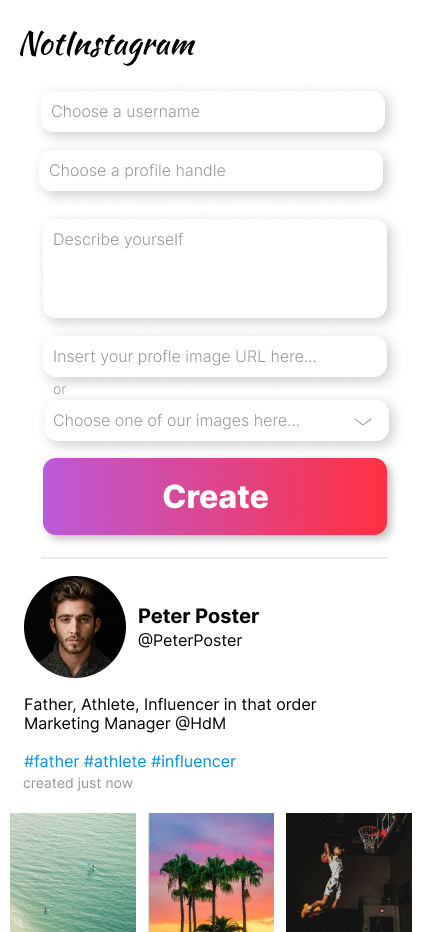 NotInstagram
Choose a username
Choose a profile handle
Describe yourself
Insert your profle image URL here...
or
Choose one of our images here...
Create
Peter Poster
@PeterPoster
Father, Athlete, Influencer in that order
Marketing Manager @HdM
#father #athlete #influencer
created just now